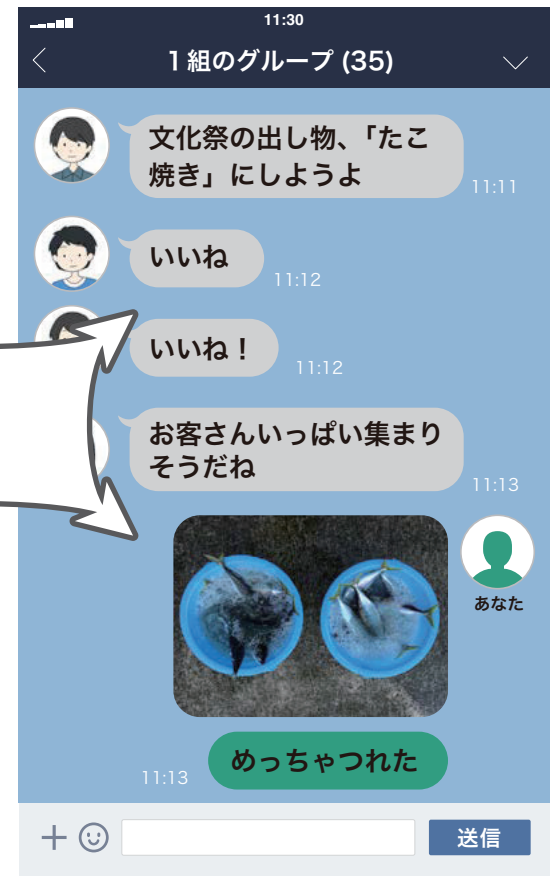 11:30
1組のグループ (35)
文化祭の出し物、「たこ
焼き」にしようよ
11:11
いいね
11:12
いいね！
11:12
お客さんいっぱい集まり
そうだね
11:13
あなた
めっちゃつれた
11:13
送信